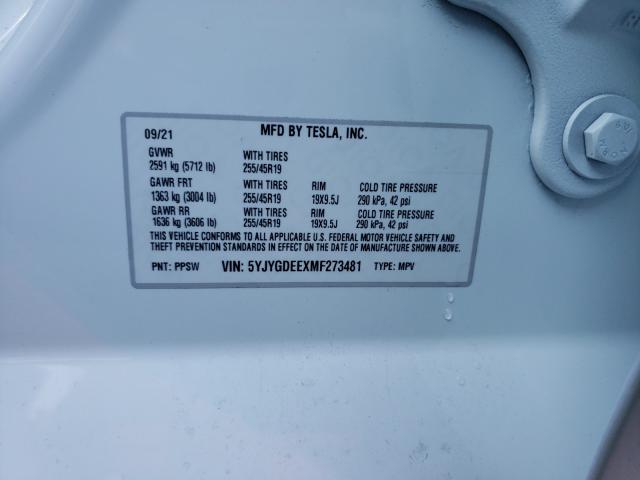 09/21 MFD BY TESLA, INC.
GVWR WITH TIRES
2591 kg (5712 lb) 255/45R19
GAWR FRT WITH TIRES RIM COLD TIRE PRESSURE
1363 kg (3004 lb) 255/45R19 19X9.5J 290 kPa, 42 psi
GAWR RR WITH TIRES RIM COLD TIRE PRESSURE
1636 kg (3606 lb) 255/45R19 19X9.5J 290 kPa, 42 psi
THIS VEHICLE CONFORMS TO ALL APPLICABLE U.S. FEDERAL MOTOR VEHICLE SAFETY AND
THEFT PREVENTION STANDARDS IN EFFECT ON THE DATE OF MANUFACTURE SHOWN ABOVE.
PNT: PPSW VIN: 5YJYGDEEXMF273481 TYPE: MPV